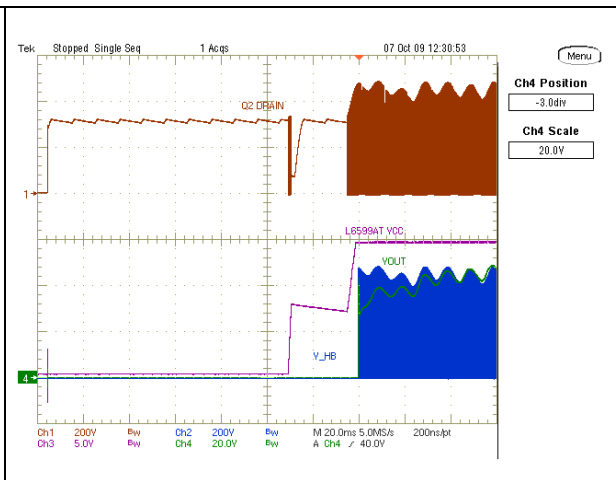 Tek Stopped Single Seq 1 Acqs 07 Oct 09 12:30:53
Menu
Ch4 Position
-3.0div
Ch4 Scale
20.0V
Q2 DRAIN
1
L6599AT VCC
VOUT
V_HB
4
Ch1 200V Bw Ch2 200V Bw M 20.0ms 5.0MS/s 200ns/pt
Ch3 5.0V Bw Ch4 20.0V Bw A Ch4 ∕ 40.0V